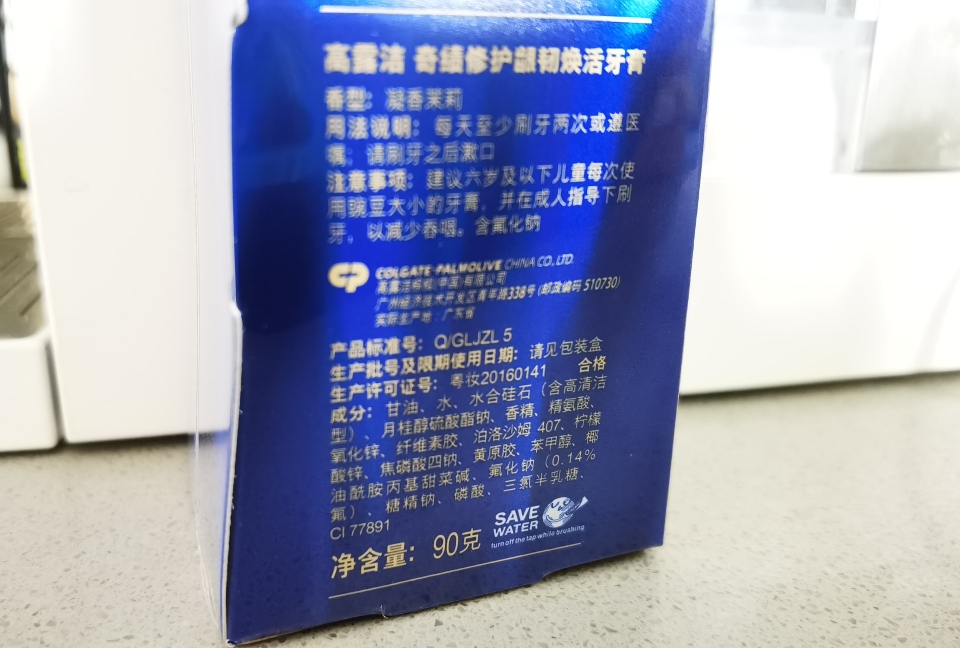 高露洁 奇绩修护龈韧焕活牙膏
香型：凝香茉莉
用法说明：每天至少刷牙两次或遵医
嘱；请刷牙之后漱口
注意事项：建议六岁及以下儿童每次使
用豌豆大小的牙膏，并在成人指导下刷
牙，以减少吞咽。含氟化钠
CP COLGATE-PALMOLIVE CHINA CO., LTD.
高露洁棕榄(中国)有限公司
广州经济技术开发区青年路338号 (邮政编码 510730)
实际生产地：广东省
产品标准号：Q/GLJZL 5
生产批号及限期使用日期：请见包装盒
生产许可证号：粤妆20160141 合格
成分：甘油、水、水合硅石（含高清洁
型）、月桂醇硫酸酯钠、香精、精氨酸、
氧化锌、纤维素胶、泊洛沙姆 407、柠檬
酸锌、焦磷酸四钠、黄原胶、苯甲醇、椰
油酰胺丙基甜菜碱、氟化钠（0.14%
氟）、糖精钠、磷酸、三氯半乳糖、
CI 77891
净含量：90克
SAVE
WATER
turn off the tap while brushing